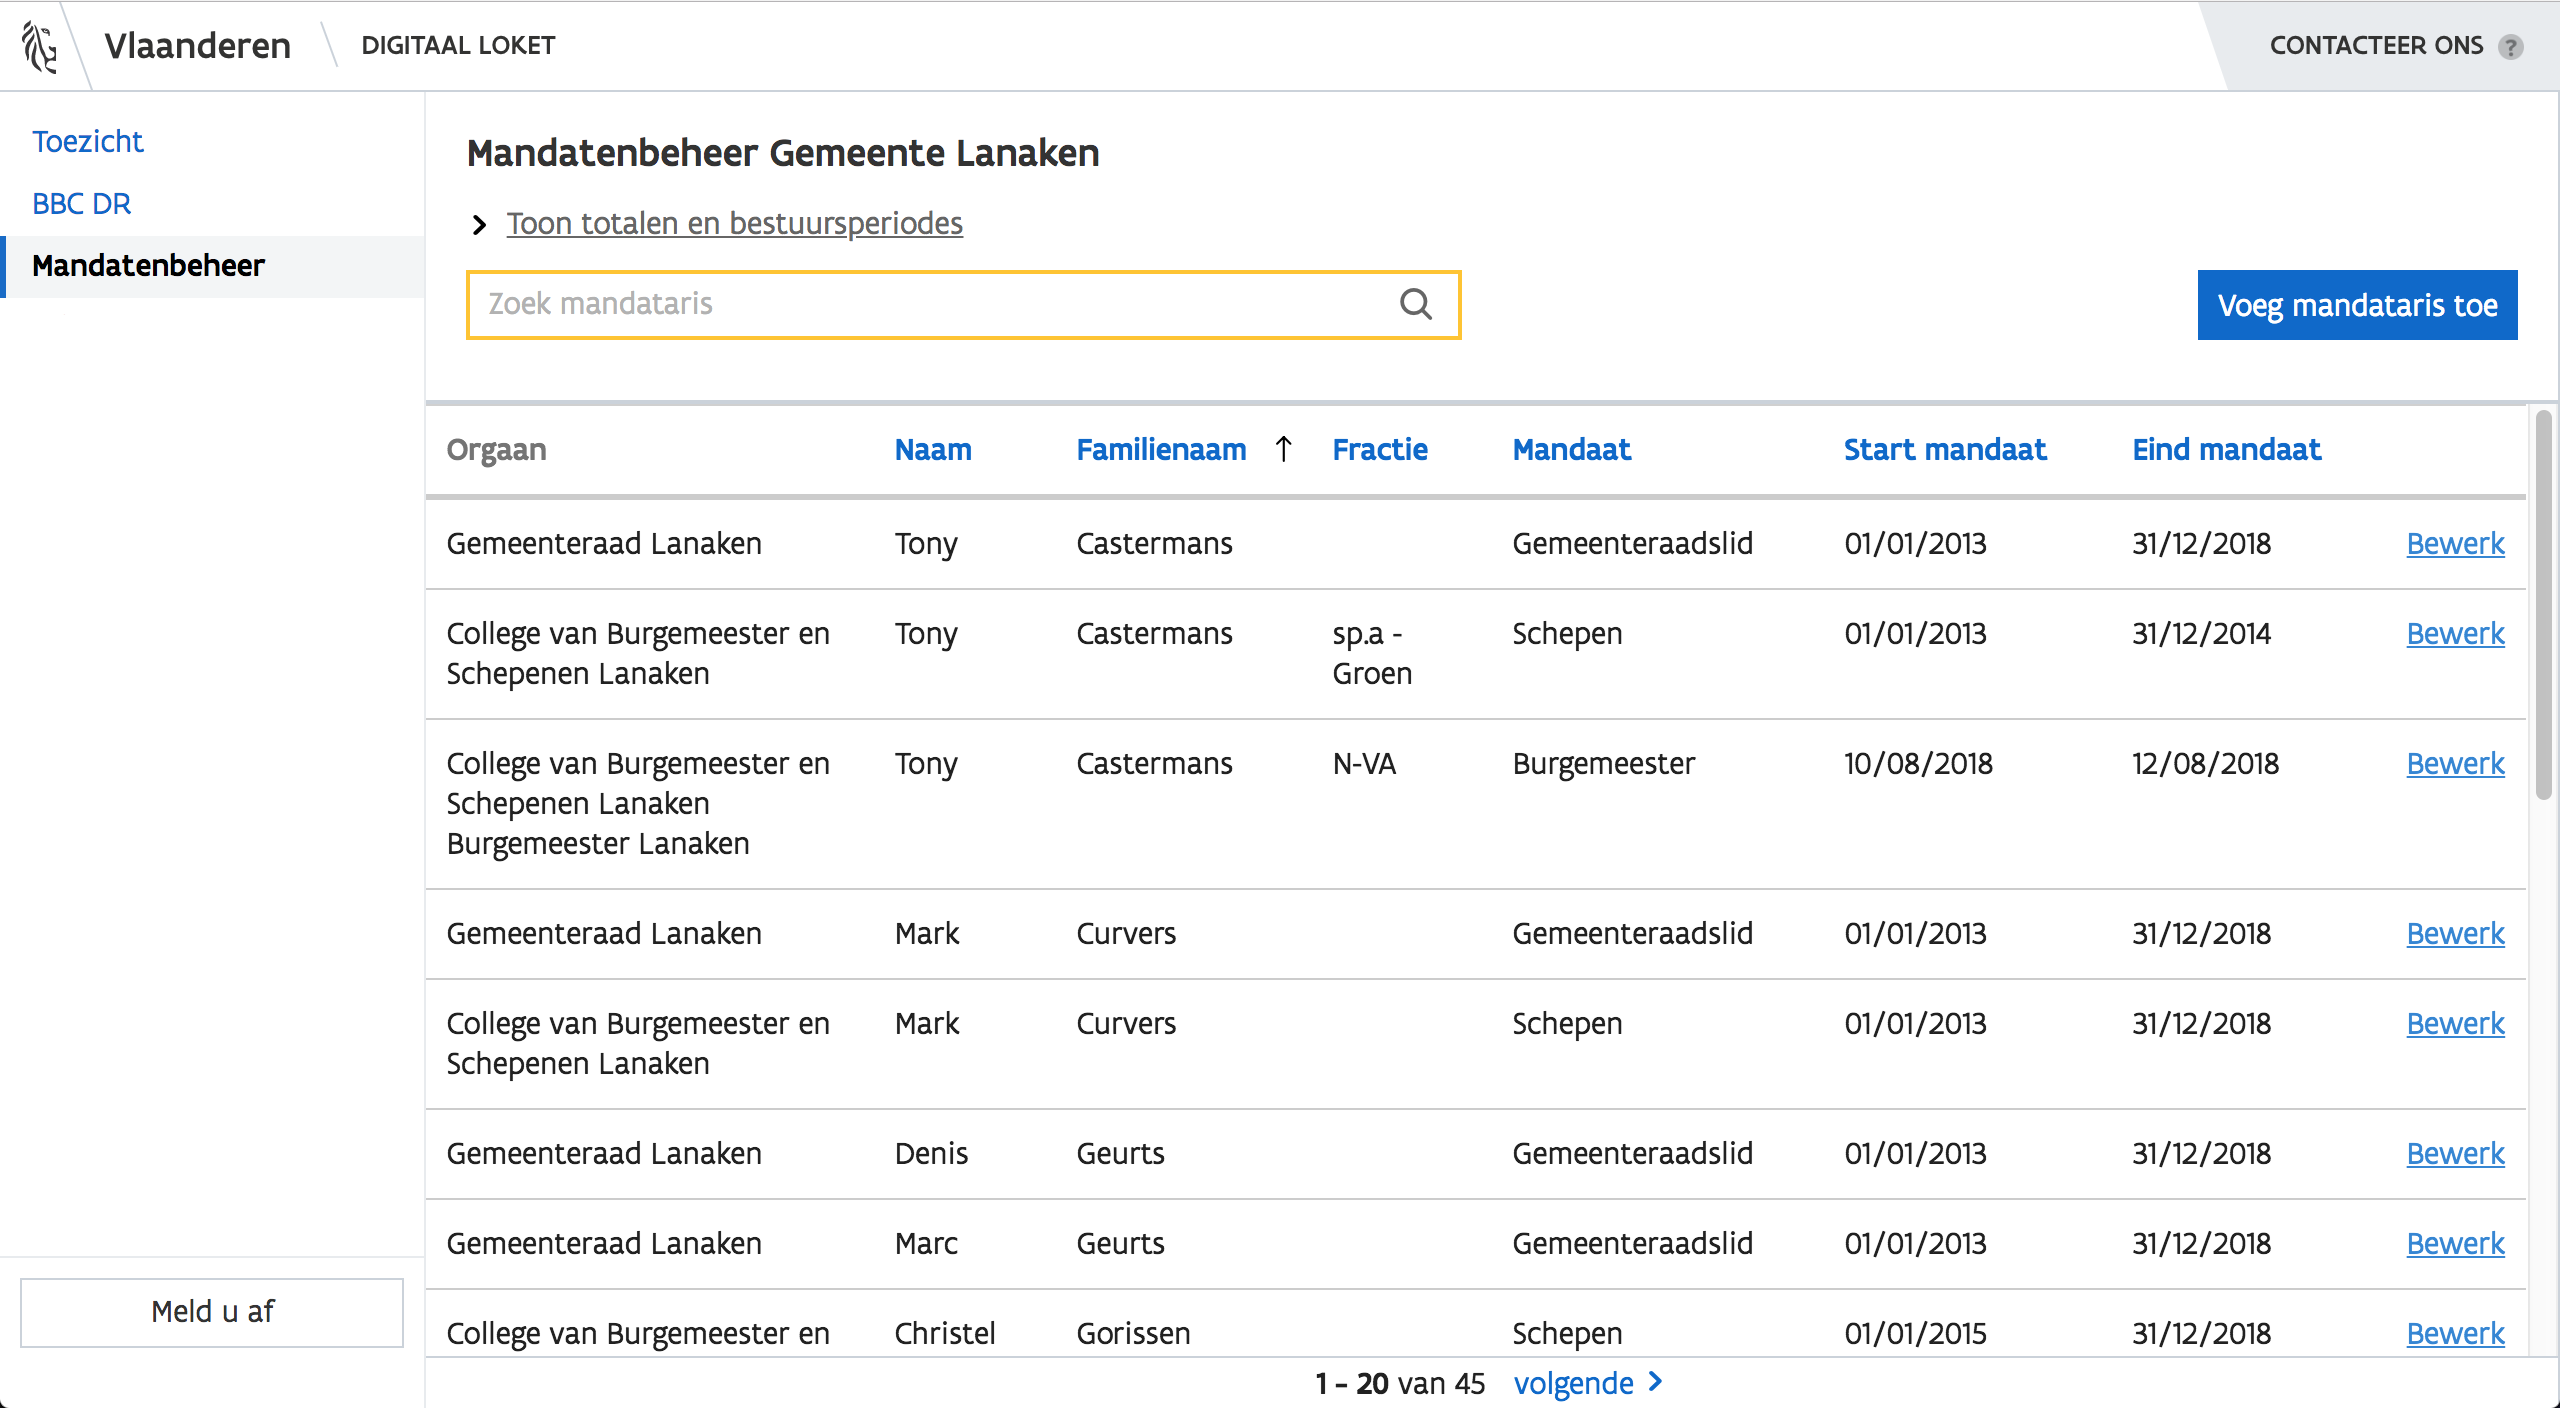 Vlaanderen DIGITAAL LOKET CONTACTEER ONS ?
Toezicht
BBC DR
Mandatenbeheer
Meld u af
Mandatenbeheer Gemeente Lanaken
Toon totalen en bestuursperiodes
Zoek mandataris
Voeg mandataris toe
Orgaan Naam Familienaam ↑ Fractie Mandaat Start mandaat Eind mandaat
Gemeenteraad Lanaken Tony Castermans Gemeenteraadslid 01/01/2013 31/12/2018 Bewerk
College van Burgemeester en Tony Castermans sp.a - Schepen 01/01/2013 31/12/2014 Bewerk
Schepenen Lanaken Groen
College van Burgemeester en Tony Castermans N-VA Burgemeester 10/08/2018 12/08/2018 Bewerk
Schepenen Lanaken
Burgemeester Lanaken
Gemeenteraad Lanaken Mark Curvers Gemeenteraadslid 01/01/2013 31/12/2018 Bewerk
College van Burgemeester en Mark Curvers Schepen 01/01/2013 31/12/2018 Bewerk
Schepenen Lanaken
Gemeenteraad Lanaken Denis Geurts Gemeenteraadslid 01/01/2013 31/12/2018 Bewerk
Gemeenteraad Lanaken Marc Geurts Gemeenteraadslid 01/01/2013 31/12/2018 Bewerk
College van Burgemeester en Christel Gorissen Schepen 01/01/2015 31/12/2018 Bewerk
1 - 20 van 45 volgende